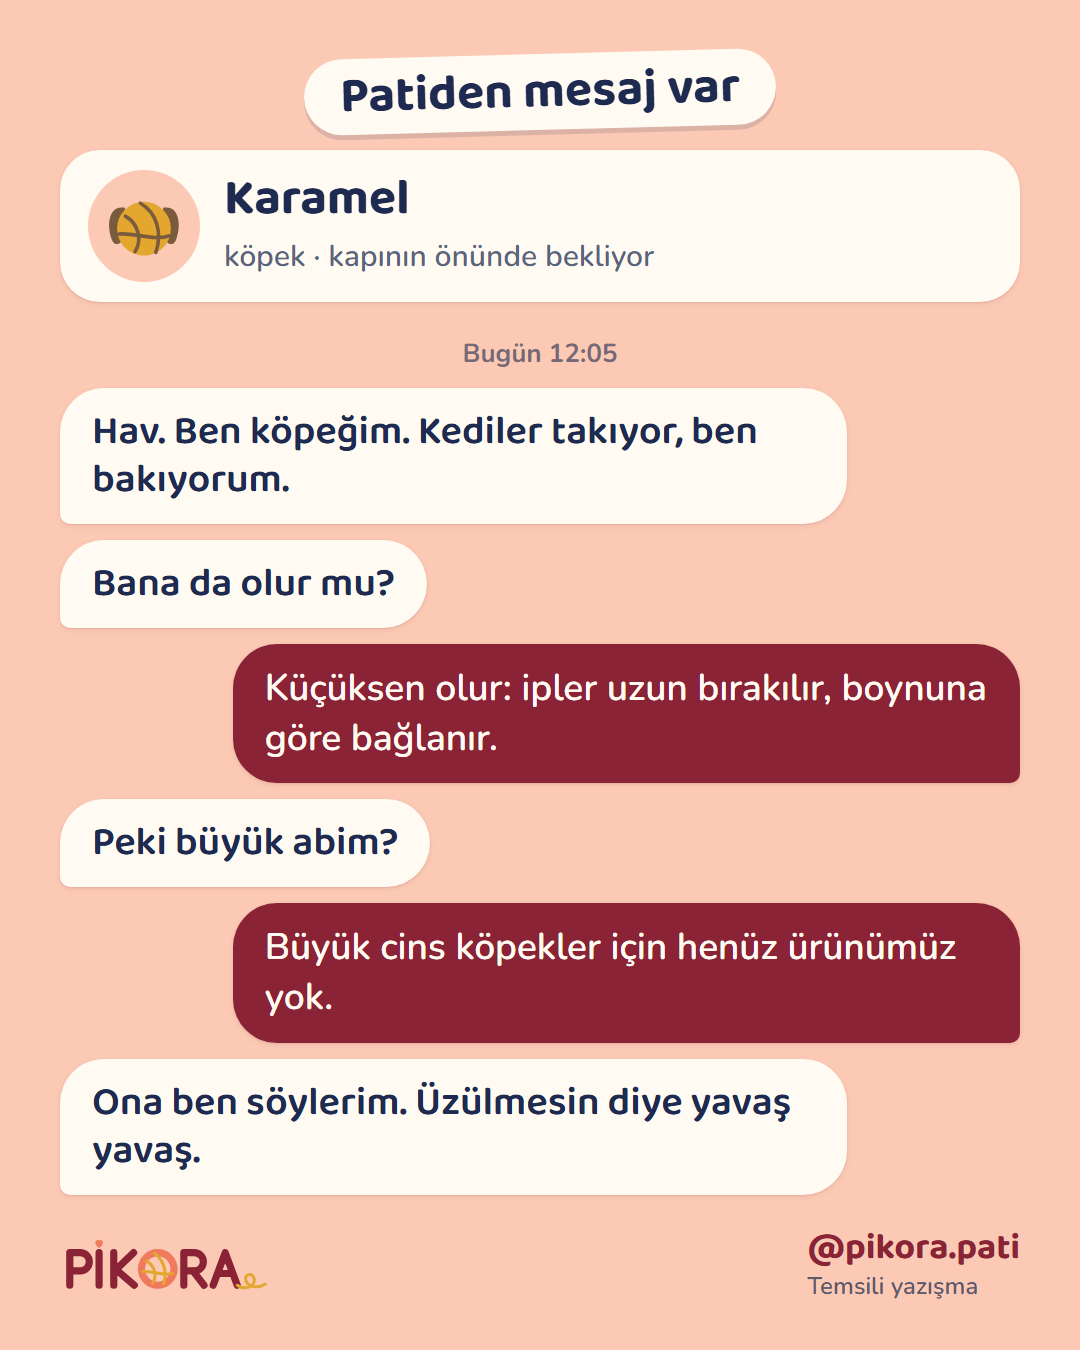 Patiden mesaj var
Karamel
köpek · kapının önünde bekliyor
Bugün 12:05
Hav. Ben köpeğim. Kediler takıyor, ben
bakıyorum.
Bana da olur mu?
Küçüksen olur: ipler uzun bırakılır, boynuna
göre bağlanır.
Peki büyük abim?
Büyük cins köpekler için henüz ürünümüz
yok.
Ona ben söylerim. Üzülmesin diye yavaş
yavaş.
PİKORA
@pikora.pati
Temsili yazışma